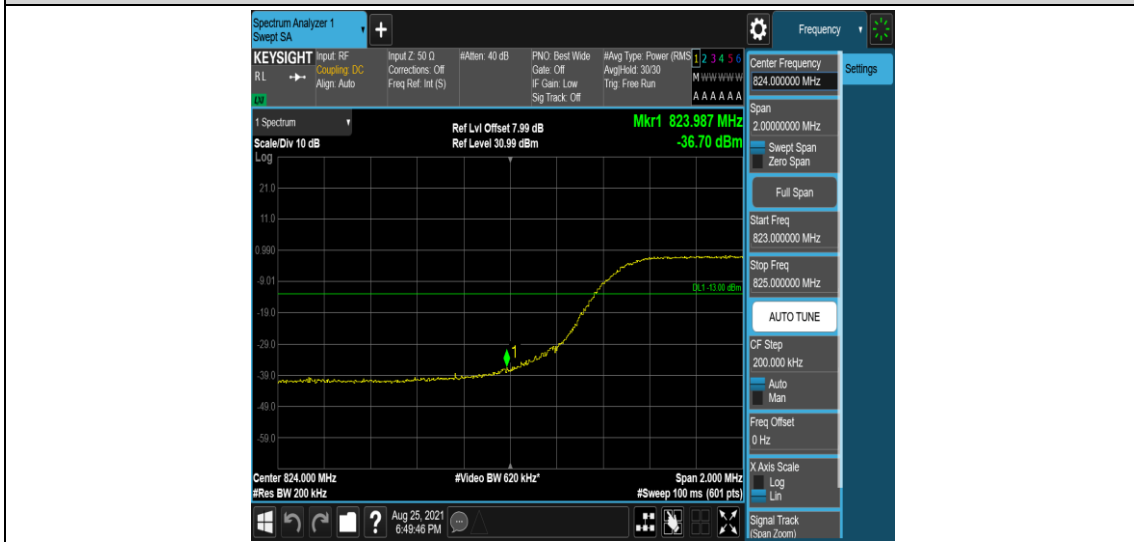 Spectrum Analyzer 1
Swept SA
+
Frequency
KEYSIGHT
RL
Input: RF
Coupling: DC
Align: Auto
Input Z: 50 Ω
Corrections: Off
Freq Ref: Int (S)
#Atten: 40 dB
PNO: Best Wide
Gate: Off
IF Gain: Low
Sig Track: Off
#Avg Type: Power (RMS
Avg|Hold: 30/30
Trig: Free Run
1 2 3 4 5 6
M W W W W W
A A A A A A
1 Spectrum
Scale/Div 10 dB
Log
Ref Lvl Offset 7.99 dB
Ref Level 30.99 dBm
Mkr1 823.987 MHz
-36.70 dBm
21.0
11.0
0.990
-9.01
-19.0
-29.0
-39.0
-49.0
-59.0
DL1 -13.00 dBm
1
Center 824.000 MHz
#Res BW 200 kHz
#Video BW 620 kHz*
Span 2.000 MHz
#Sweep 100 ms (601 pts)
?
Aug 25, 2021
6:49:46 PM
Center Frequency
824.000000 MHz
Settings
Span
2.00000000 MHz
Swept Span
Zero Span
Full Span
Start Freq
823.000000 MHz
Stop Freq
825.000000 MHz
AUTO TUNE
CF Step
200.000 kHz
Auto
Man
Freq Offset
0 Hz
X Axis Scale
Log
Lin
Signal Track
(Span Zoom)